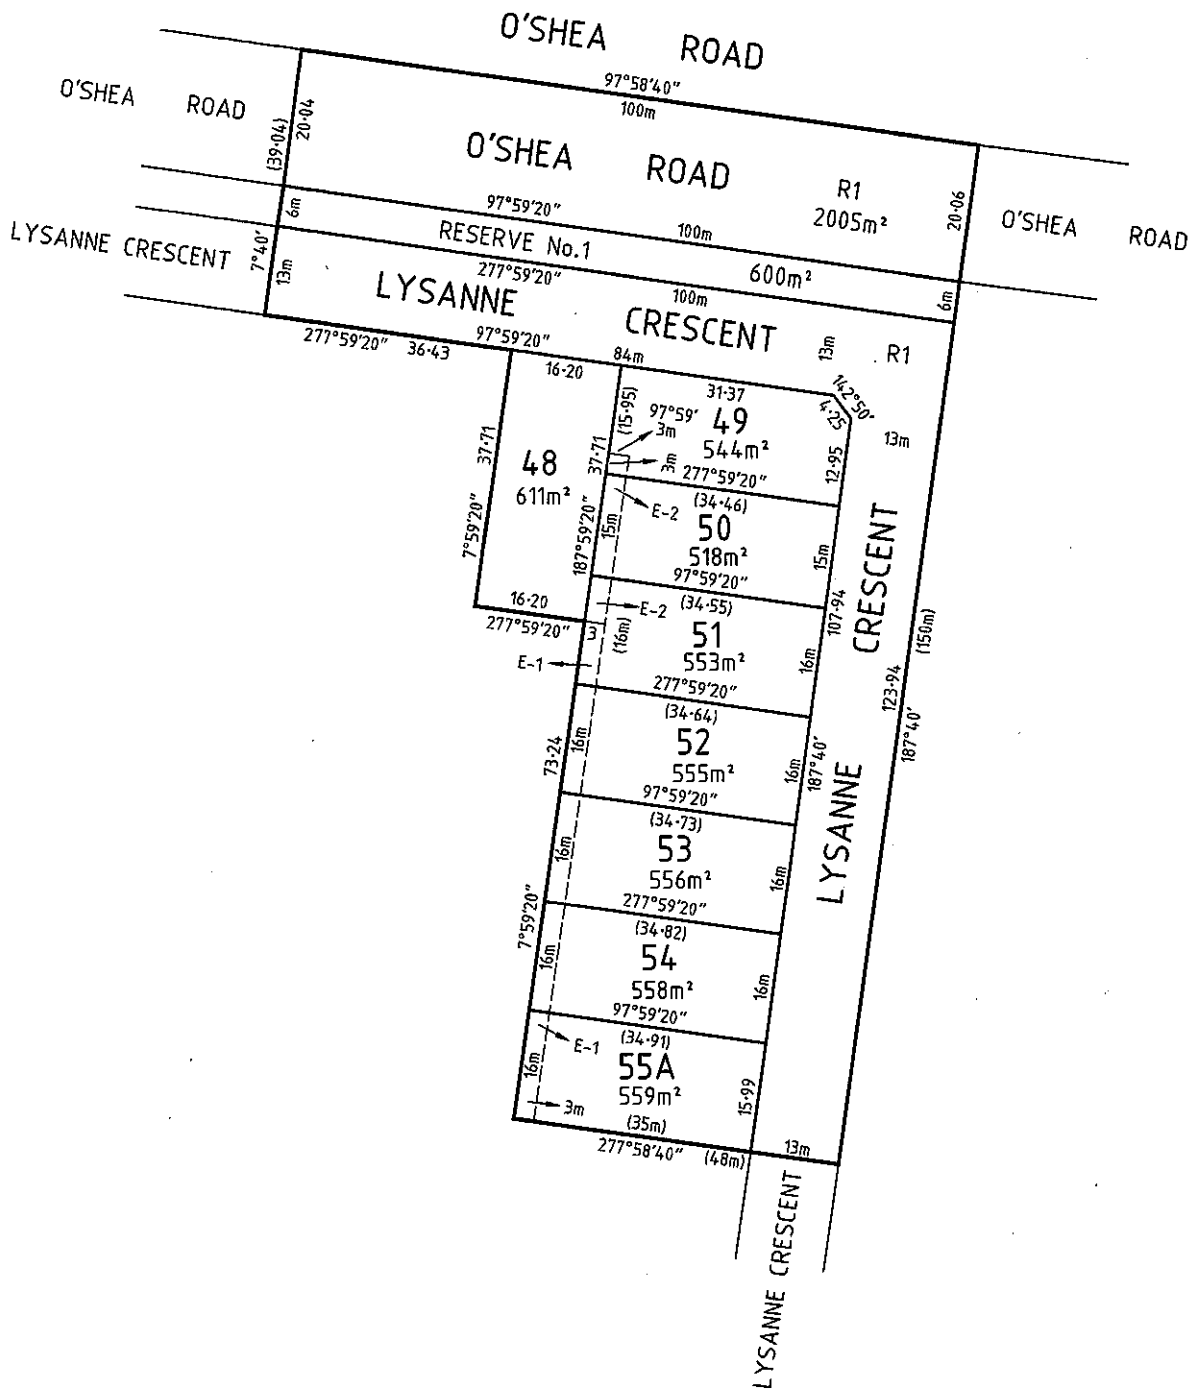 O'SHEA ROAD
97°58'40"
100m
O'SHEA ROAD
(39·04)
20·04
O'SHEA ROAD
R1
2005m²
20·06
O'SHEA ROAD
97°59'20"
100m
6m
RESERVE No.1
600m²
6m
LYSANNE CRESCENT
7°40'
13m
277°59'20"
100m
LYSANNE CRESCENT
13m
R1
277°59'20" 36·43
97°59'20"
84m
16·20
31·37
142°50'
4·25
13m
37·71
48
611m²
7°59'20"
16·20
277°59'20"
(15·95)
97°59'
3m
3m
49
544m²
12·95
37·71
187°59'20"
277°59'20"
(34·46)
E-2
15m
50
518m²
15m
97°59'20"
(34·55)
E-2
3
(16m)
51
553m²
16m
107·94
E-1
277°59'20"
(34·64)
16m
52
555m²
16m
187°40'
73·24
97°59'20"
(34·73)
16m
53
556m²
16m
277°59'20"
(34·82)
7°59'20"
16m
54
558m²
16m
97°59'20"
(34·91)
E-1
16m
55A
559m²
15·99
3m
(35m)
277°58'40" (48m)
13m
LYSANNE CRESCENT
123·94
(150m)
187°40'
LYSANNE CRESCENT